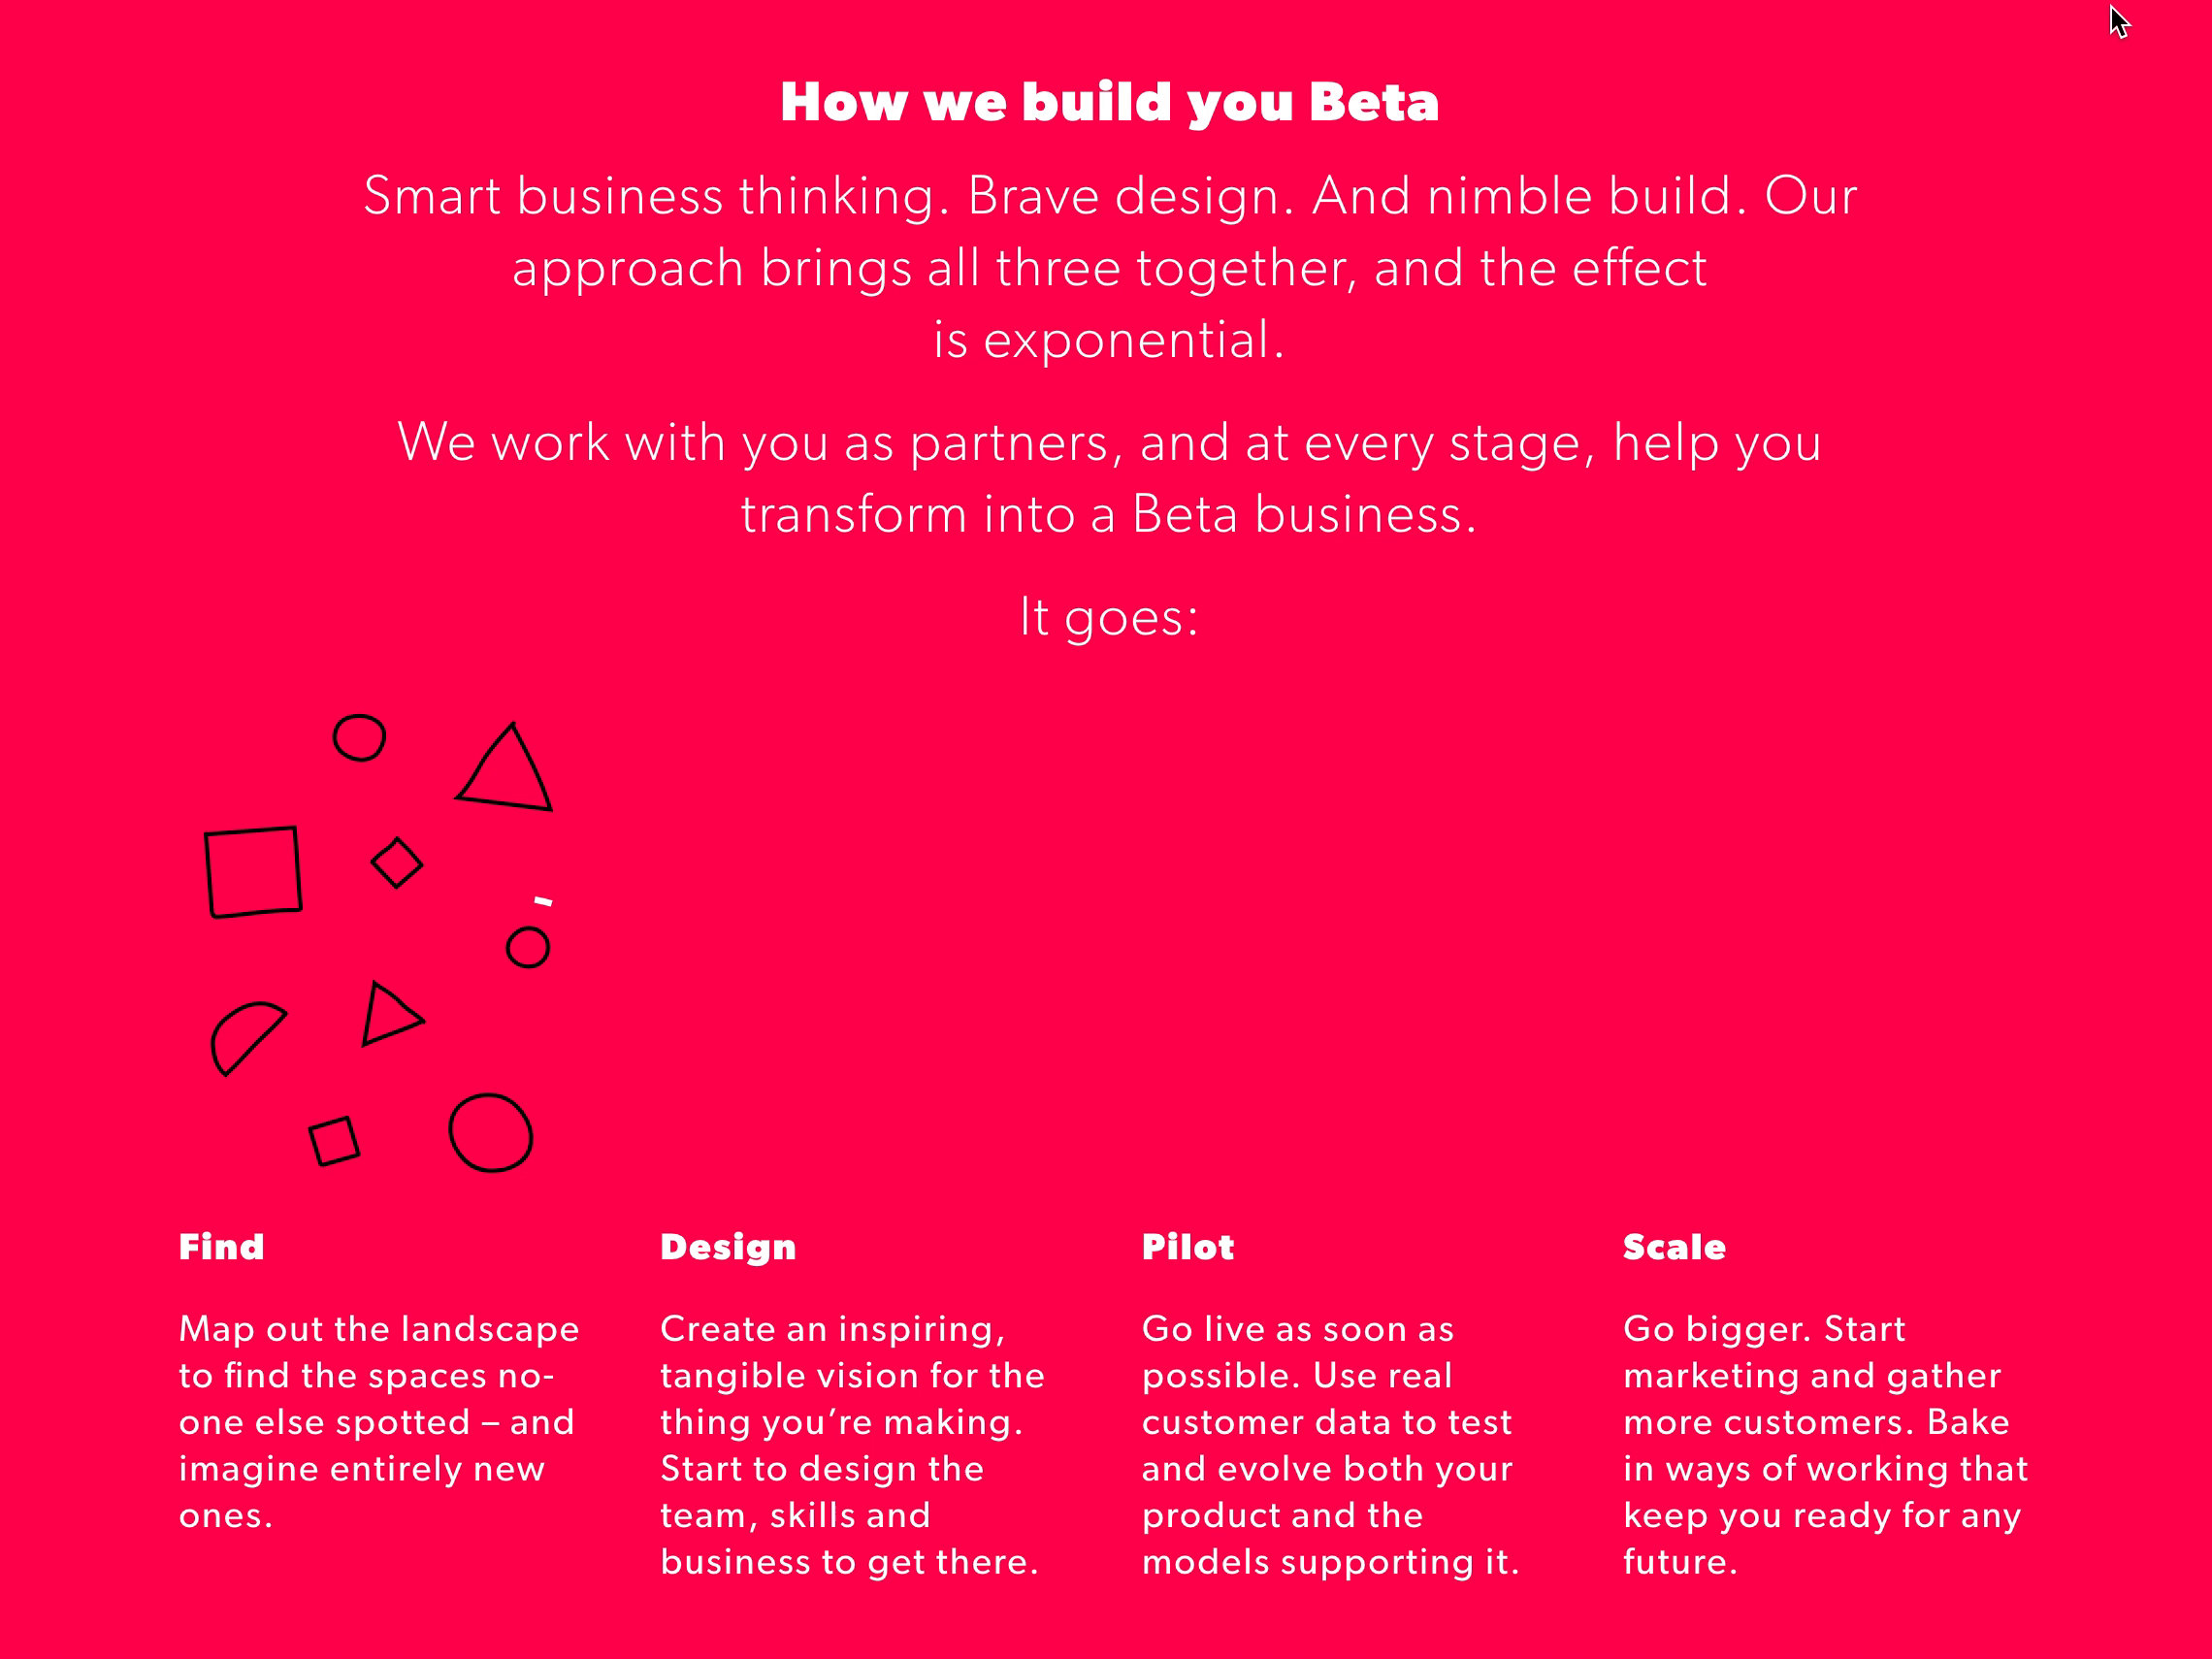 How we build you Beta
Smart business thinking. Brave design. And nimble build. Our
approach brings all three together, and the effect
is exponential.
We work with you as partners, and at every stage, help you
transform into a Beta business.
It goes:
Find
Map out the landscape
to find the spaces no-
one else spotted – and
imagine entirely new
ones.
Design
Create an inspiring,
tangible vision for the
thing you’re making.
Start to design the
team, skills and
business to get there.
Pilot
Go live as soon as
possible. Use real
customer data to test
and evolve both your
product and the
models supporting it.
Scale
Go bigger. Start
marketing and gather
more customers. Bake
in ways of working that
keep you ready for any
future.